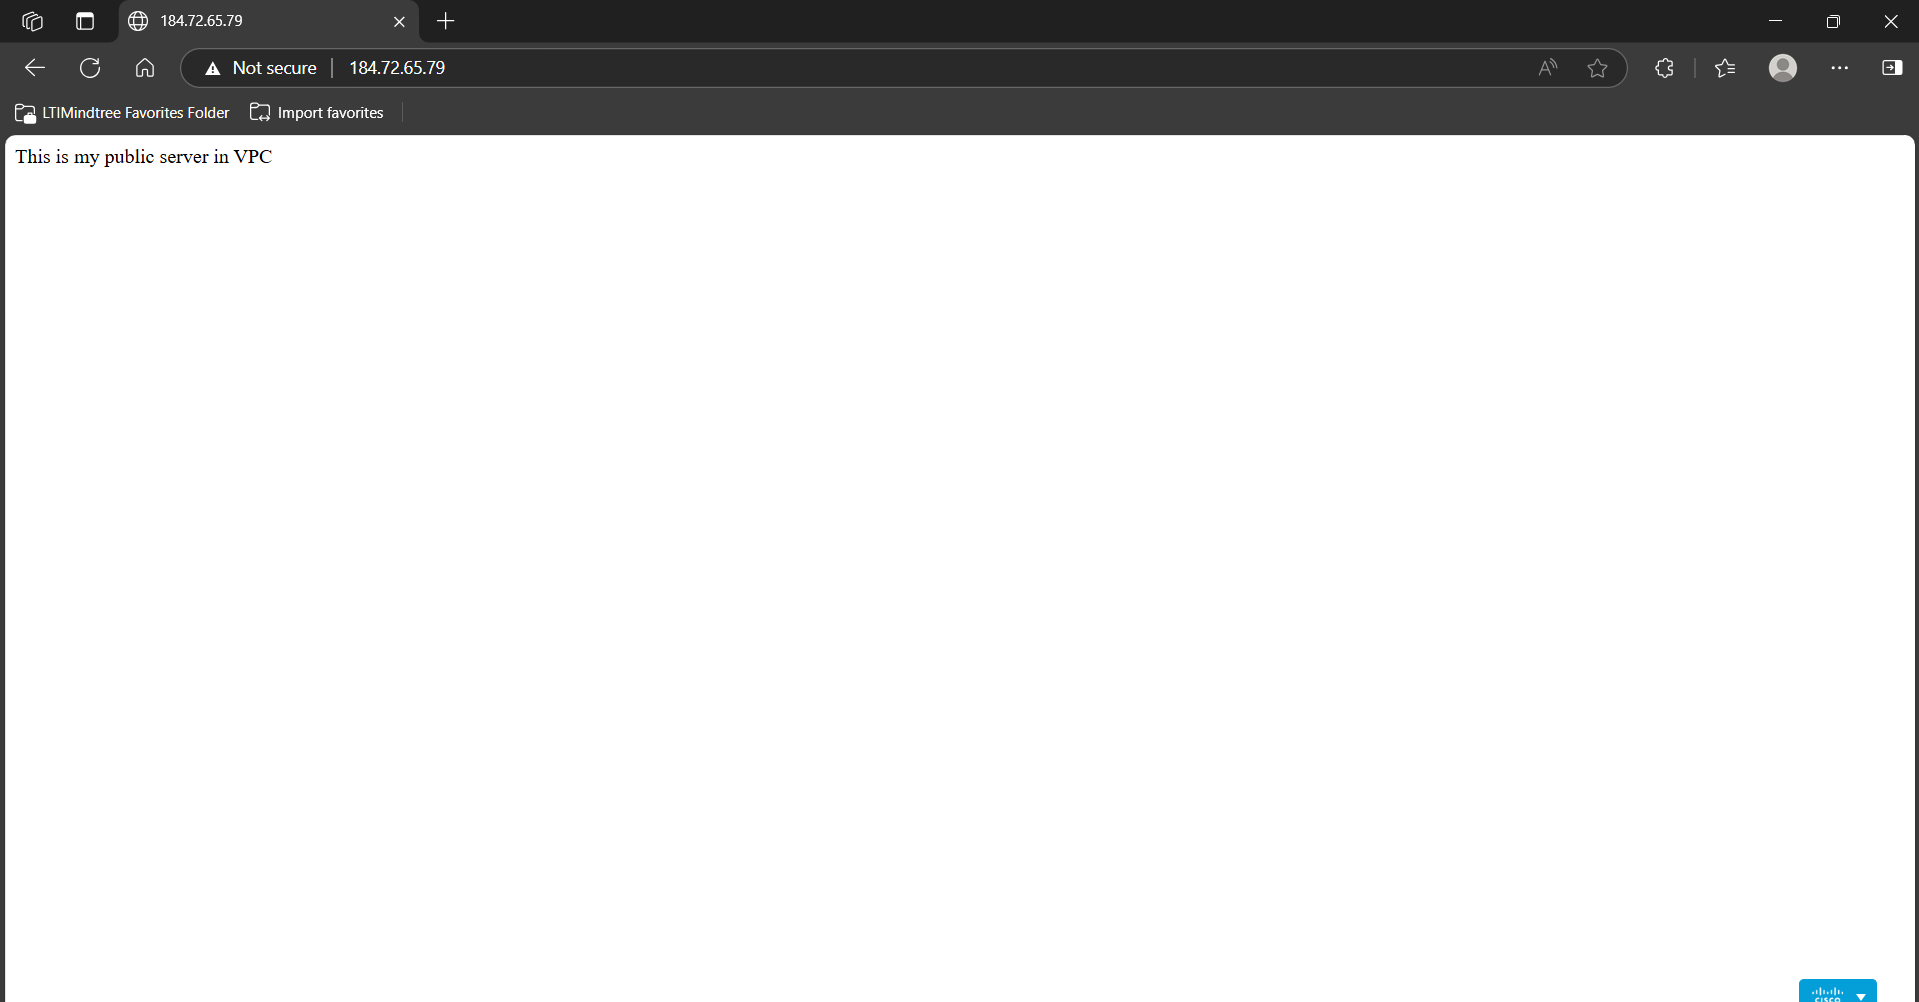 184.72.65.79
Not secure
184.72.65.79
LTIMindtree Favorites Folder
Import favorites
This is my public server in VPC
cisco